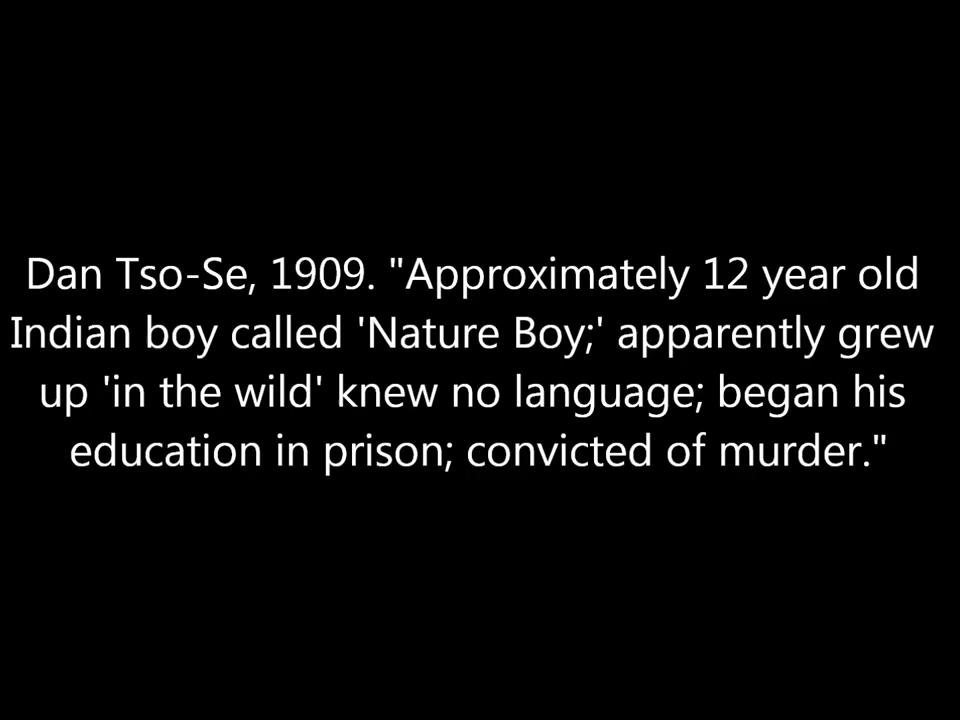 Dan Tso-Se, 1909. "Approximately 12 year old
Indian boy called 'Nature Boy;' apparently grew
up 'in the wild' knew no language; began his
education in prison; convicted of murder."